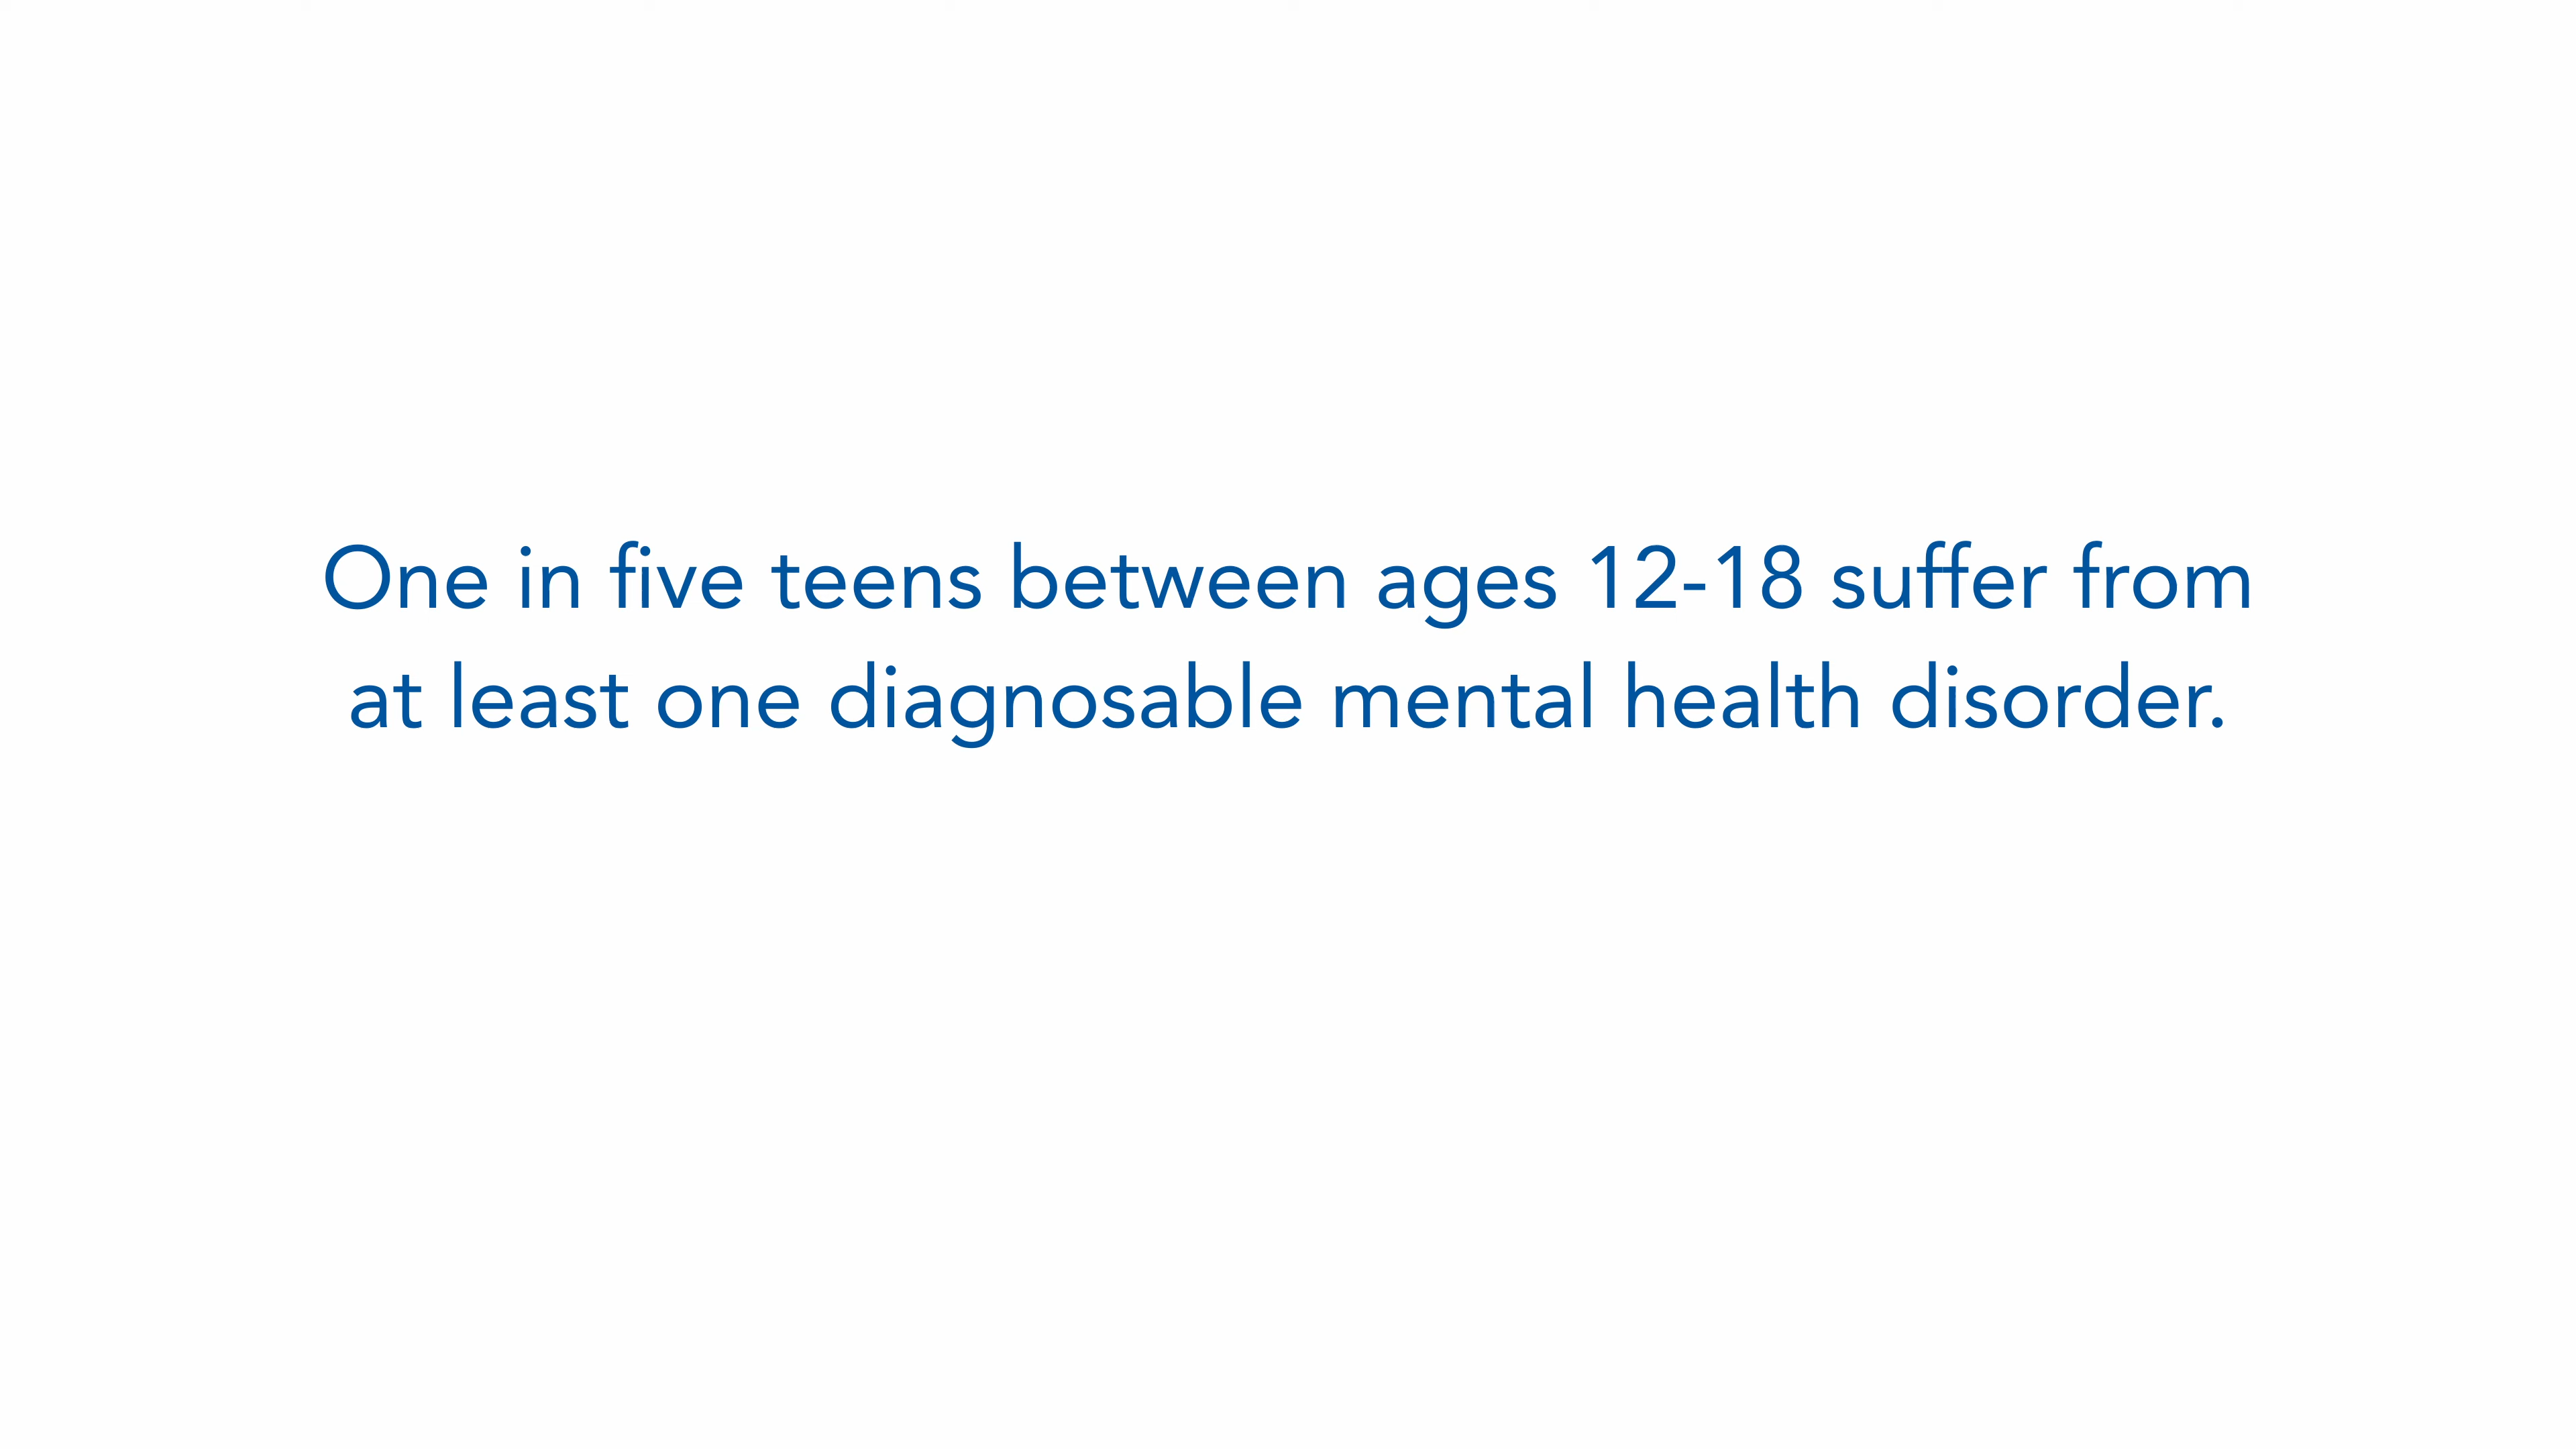 One in five teens between ages 12-18 suffer from
at least one diagnosable mental health disorder.